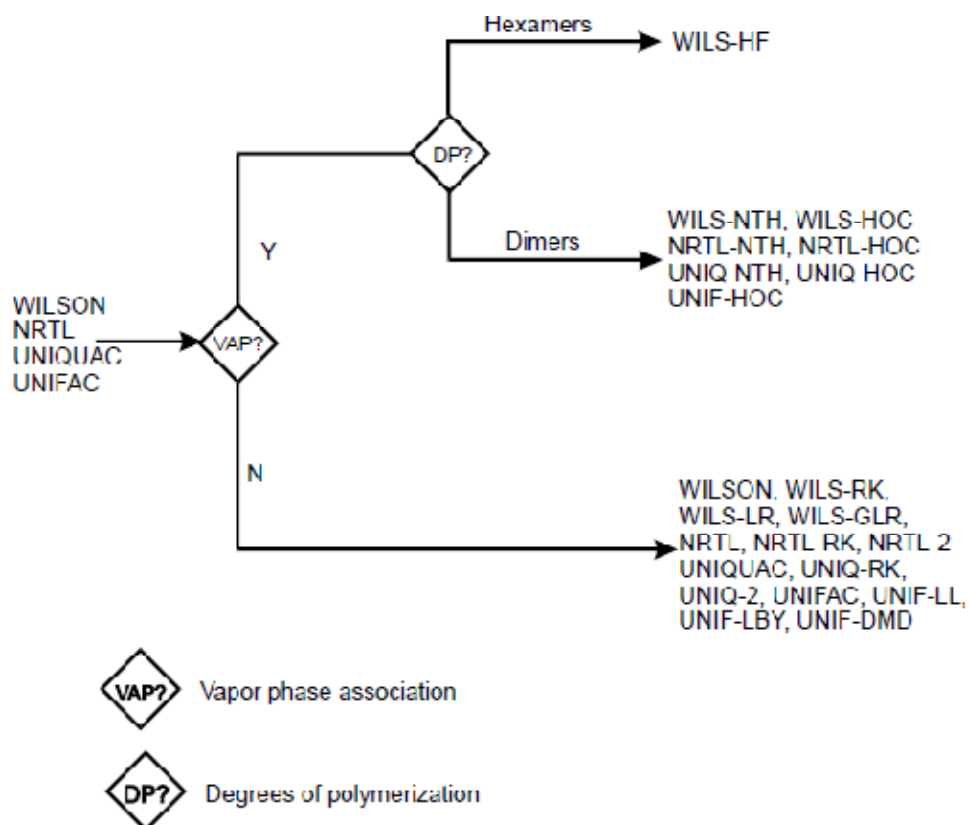 Hexamers
WILS-HF
DP?
WILS-NTH, WILS-HOC
Dimers
NRTL-NTH, NRTL-HOC
UNIQ NTH, UNIQ HOC
UNIF-HOC
Y
WILSON
NRTL
VAP?
UNIQUAC
UNIFAC
N
WILSON, WILS-RK,
WILS-LR, WILS-GLR,
NRTL, NRTL RK, NRTL 2
UNIQUAC, UNIQ-RK,
UNIQ-2, UNIFAC, UNIF-LL,
UNIF-LBY, UNIF-DMD
VAP? Vapor phase association
DP? Degrees of polymerization